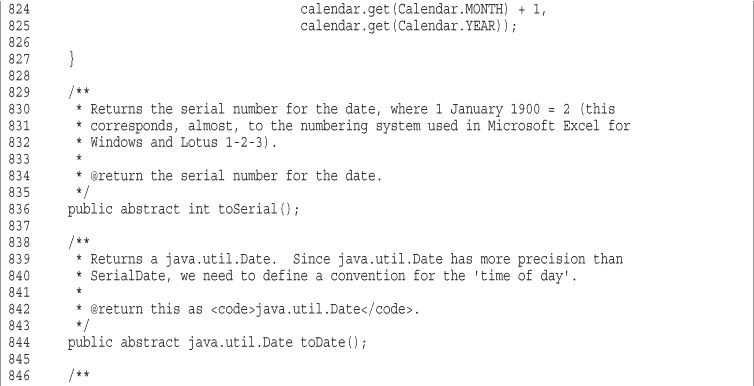 824                                    calendar.get(Calendar.MONTH) + 1,
825                                    calendar.get(Calendar.YEAR));
826
827     }
828
829     /**
830      * Returns the serial number for the date, where 1 January 1900 = 2 (this
831      * corresponds, almost, to the numbering system used in Microsoft Excel for
832      * Windows and Lotus 1-2-3).
833      *
834      * @return the serial number for the date.
835      */
836     public abstract int toSerial();
837
838     /**
839      * Returns a java.util.Date.  Since java.util.Date has more precision than
840      * SerialDate, we need to define a convention for the 'time of day'.
841      *
842      * @return this as <code>java.util.Date</code>.
843      */
844     public abstract java.util.Date toDate();
845
846     /**